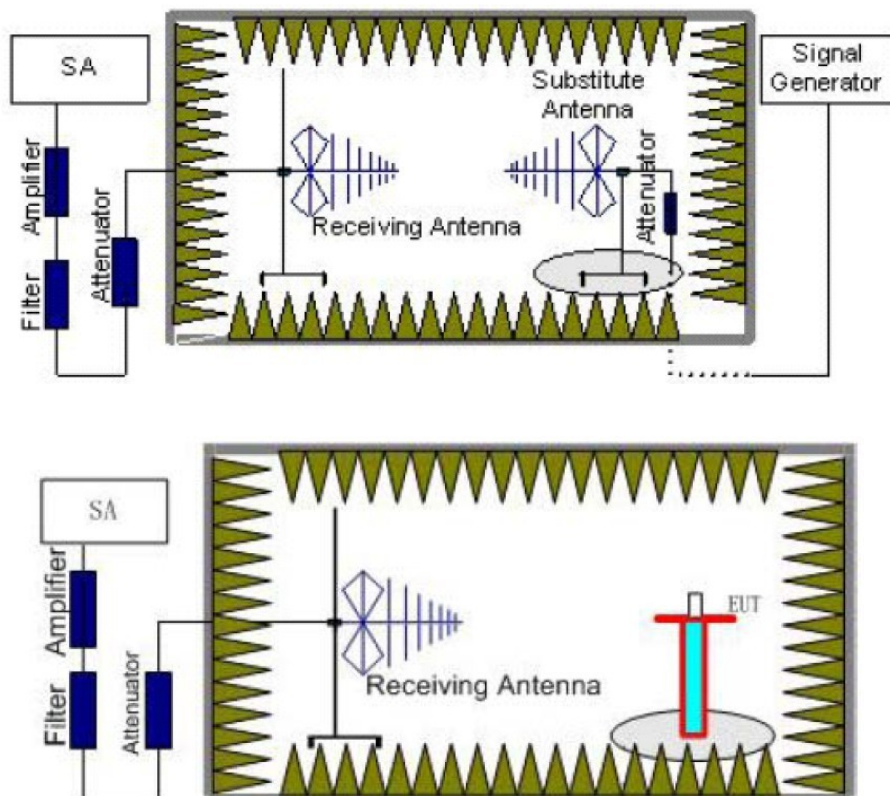 SA
Signal
Generator
Substitute
Antenna
Amplifier
Attenuator
Attenuator
Receiving Antenna
Filter
SA
Amplifier
EUT
Attenuator
Filter
Receiving Antenna